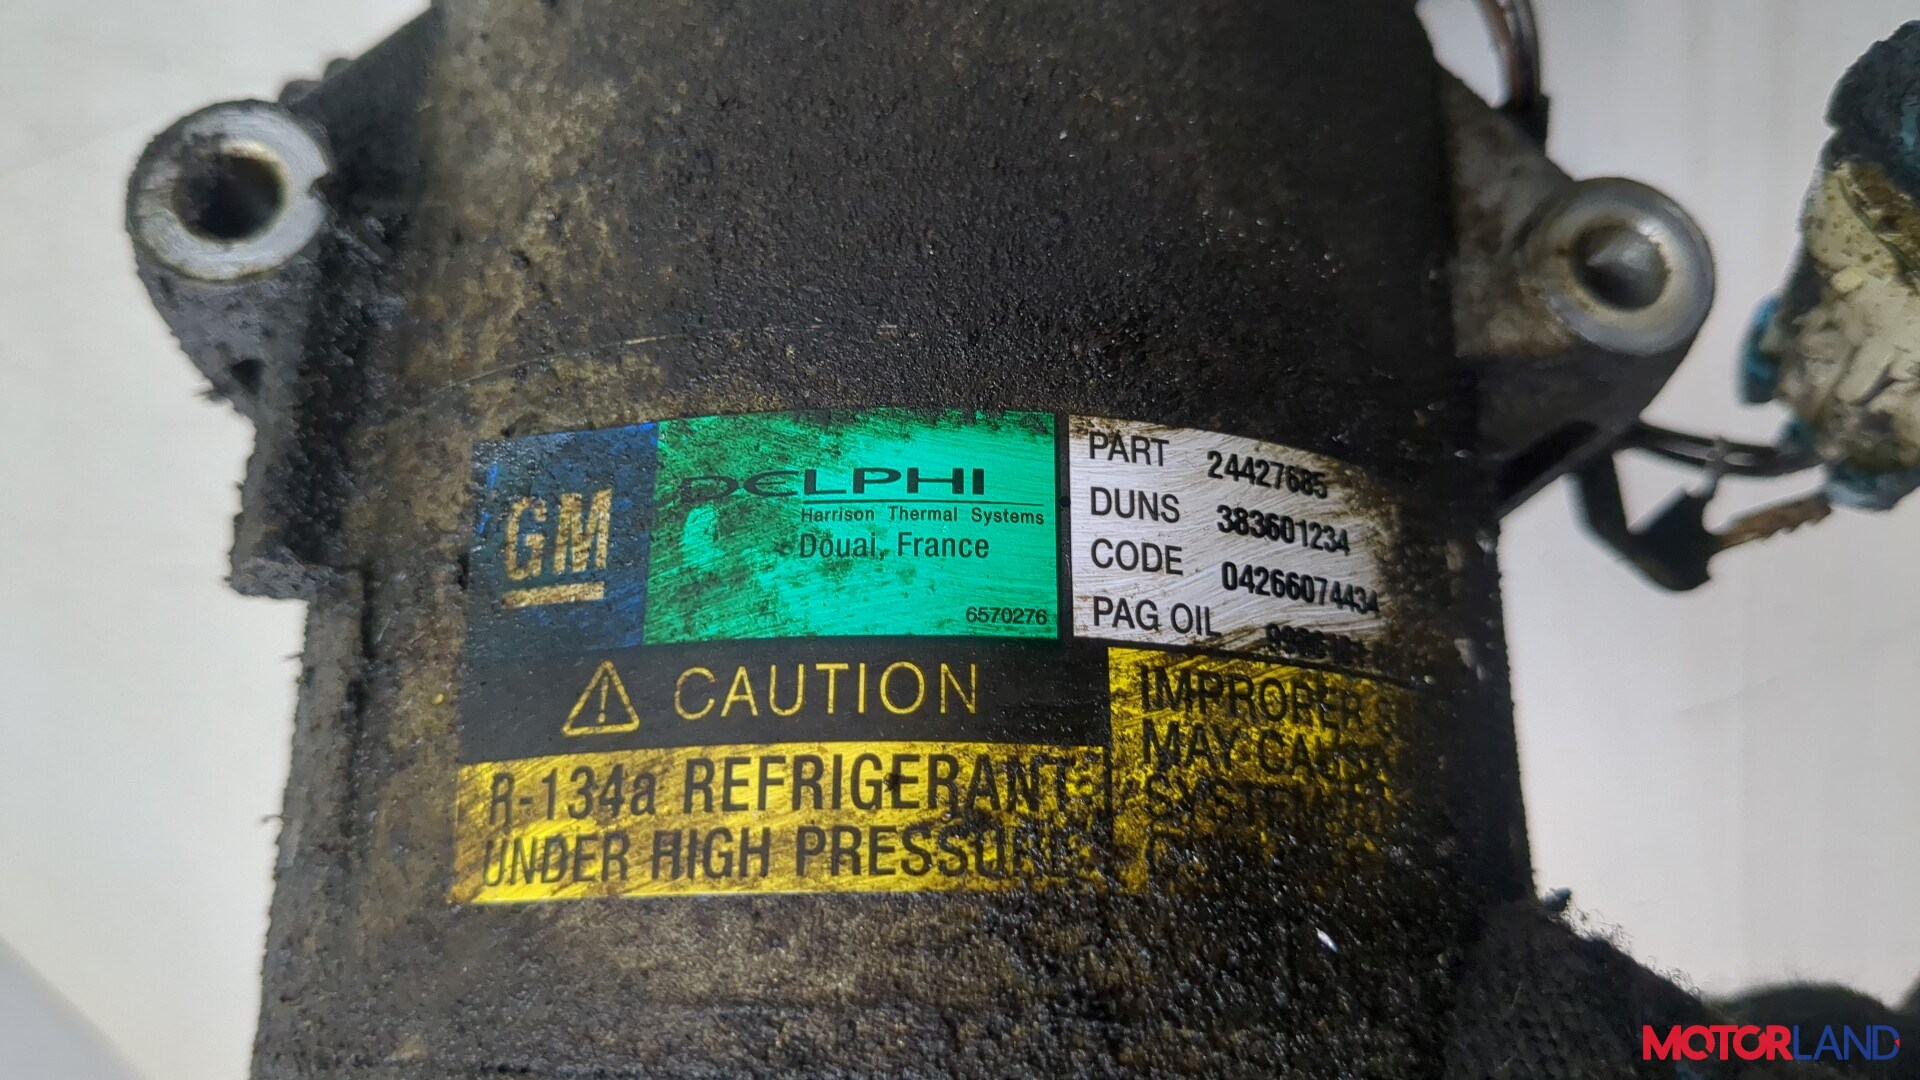 GM
DELPHI
Harrison Thermal Systems
Douai, France
6570276
PART 24427685
DUNS 383601234
CODE 04266074434
PAG OIL
CAUTION
R-134a REFRIGERANT
UNDER HIGH PRESSURE
IMPROPER
MAY CAUSE
SYSTEM
MOTORLAND